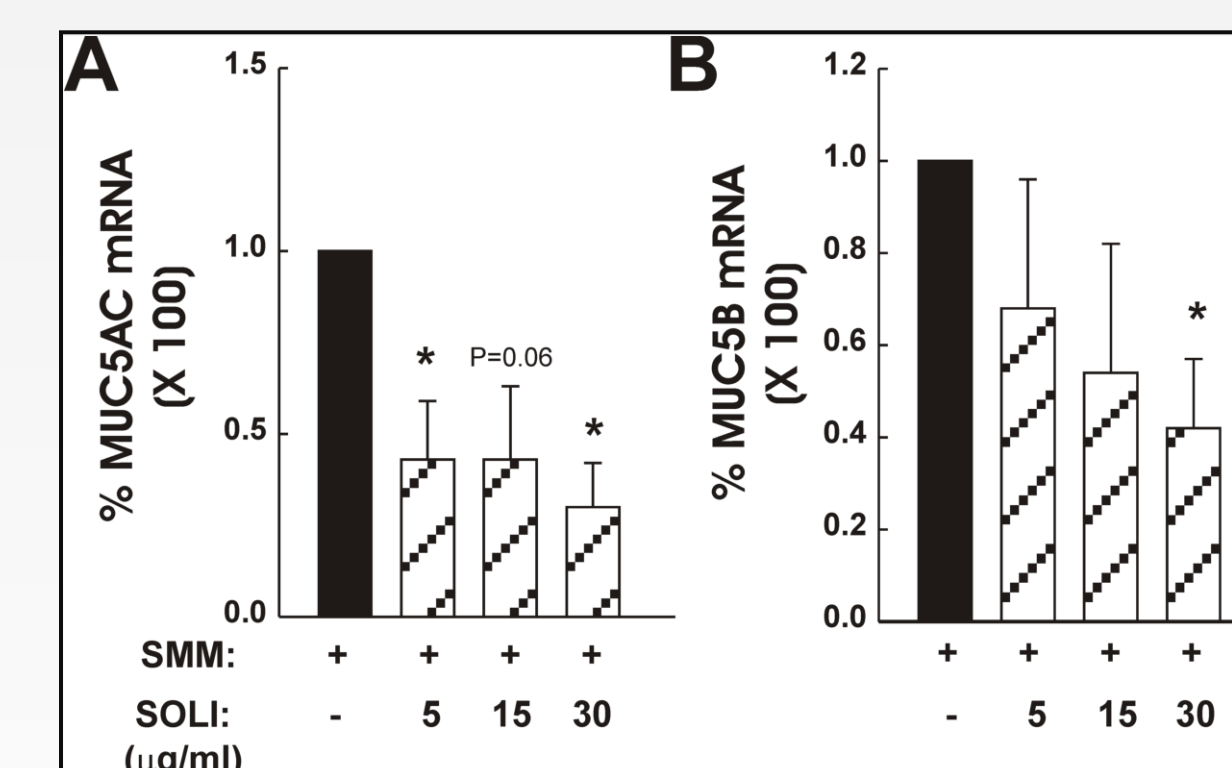 A
% MUC5AC mRNA
(X 100)
1.5
1.0
0.5
0.0
*
P=0.06
*
SMM: + + + +
SOLI: - 5 15 30
(μg/ml)
B
% MUC5B mRNA
(X 100)
1.2
1.0
0.8
0.6
0.4
0.2
0.0
*
+ + + +
- 5 15 30